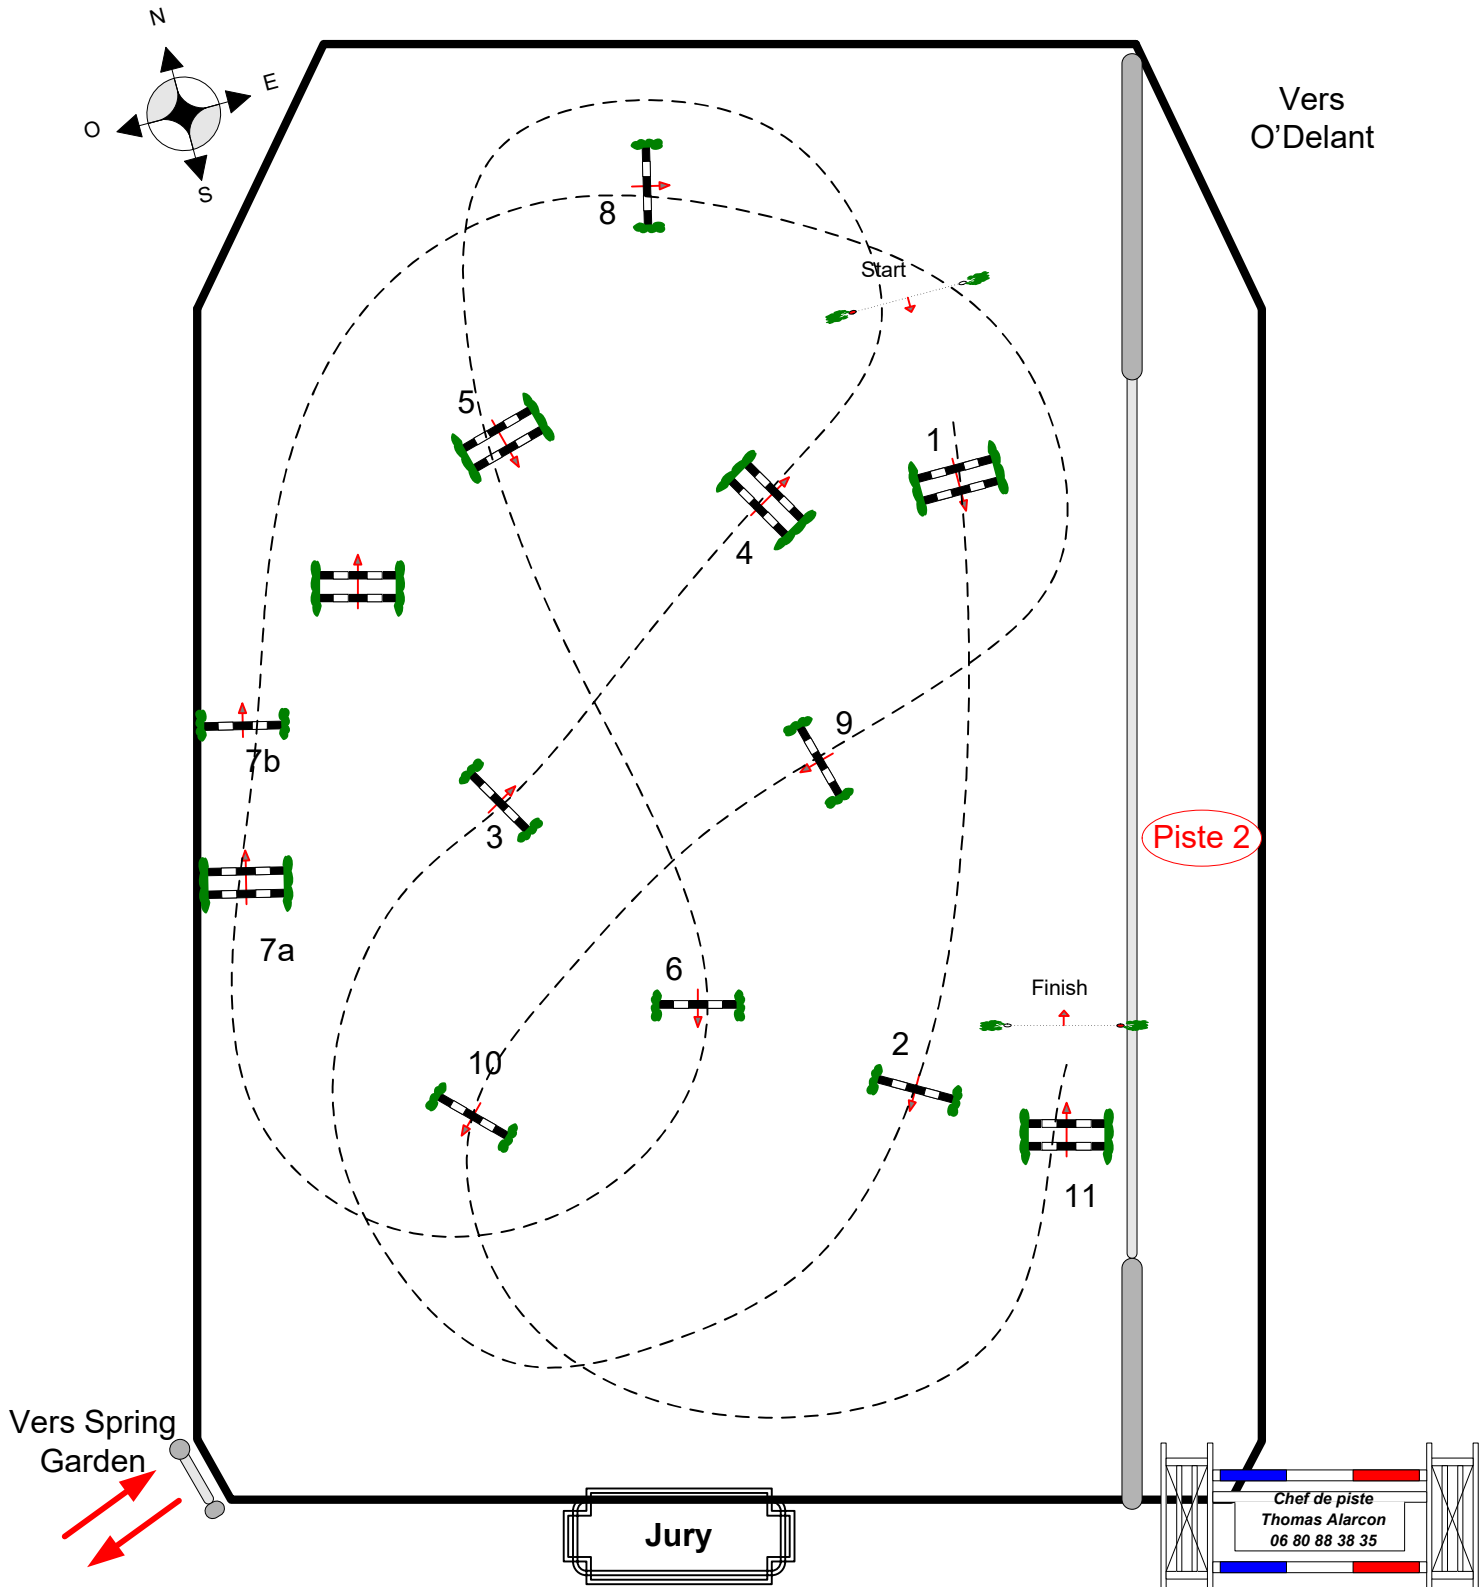 N
E
O
S
Vers
O'Delant
8
Start
5
1
4
7b
9
3
Piste 2
7a
6
Finish
2
10
11
Vers Spring
Garden
Jury
Chef de piste
Thomas Alarcon
06 80 88 38 35